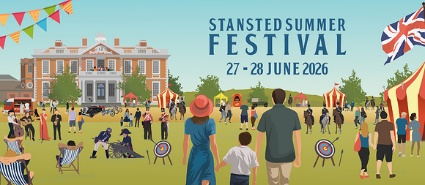 STANSTED SUMMER
FESTIVAL
27 - 28 JUNE 2026